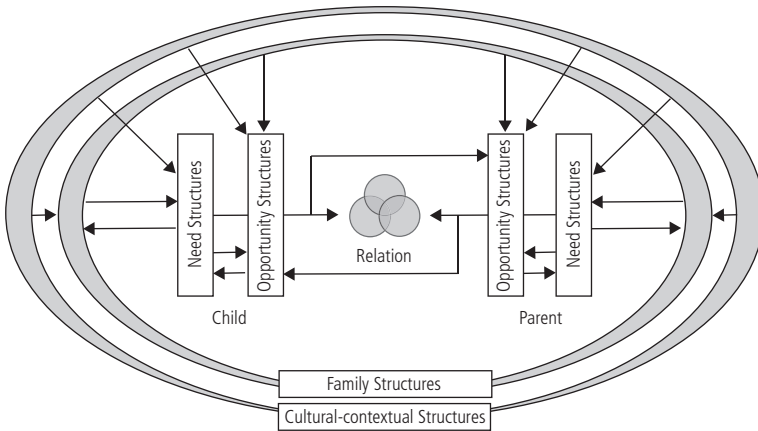 Need Structures
Opportunity Structures
Relation
Opportunity Structures
Need Structures
Child
Parent
Family Structures
Cultural-contextual Structures